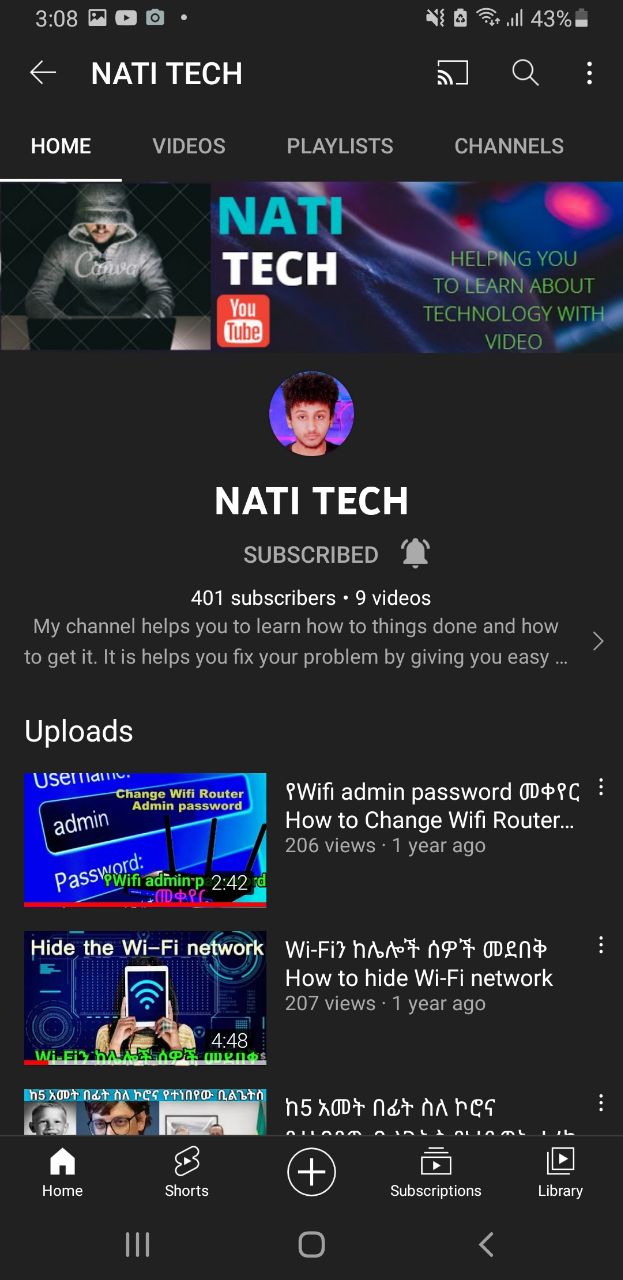 3:08
43%
NATI TECH
HOME VIDEOS PLAYLISTS CHANNELS
Canva
NATI
TECH
You
Tube
HELPING YOU
TO LEARN ABOUT
TECHNOLOGY WITH
VIDEO
NATI TECH
SUBSCRIBED
401 subscribers • 9 videos
My channel helps you to learn how to things done and how
to get it. It is helps you fix your problem by giving you easy ...
Uploads
Username:
Change Wifi Router
Admin password
admin
Password:
የWifi admin
2:42
መቀየር
የWifi admin password መቀየር
How to Change Wifi Router...
206 views · 1 year ago
Hide the Wi-Fi network
4:48
Wi-Fiን ከሌሎች ሰዎች መደበቅ
Wi-Fiን ከሌሎች ሰዎች መደበቅ
How to hide Wi-Fi network
207 views · 1 year ago
ከ5 አመት በፊት ስለ ኮሮና የተነበየው ቢልጌትስ
ከ5 አመት በፊት ስለ ኮሮና
Home Shorts Subscriptions Library